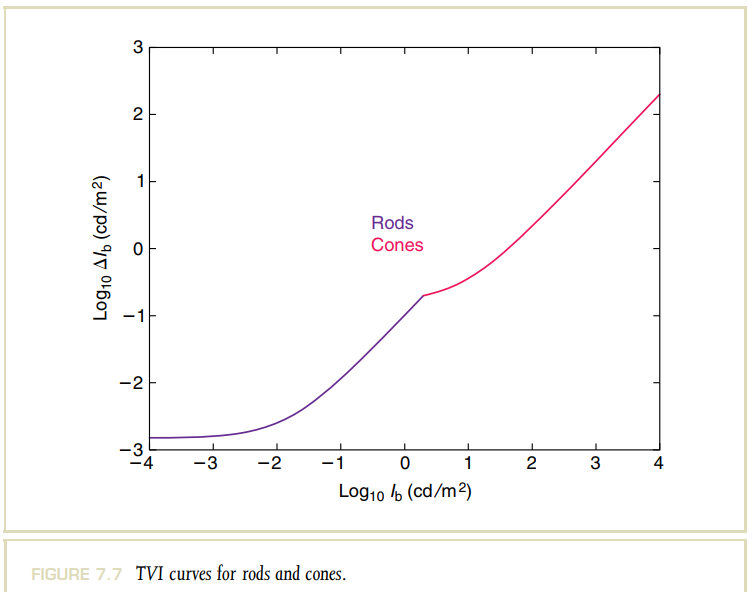 3
2
1
0
−1
−2
−3
Log10 ΔIb (cd/m2)
Rods
Cones
−4 −3 −2 −1 0 1 2 3 4
Log10 Ib (cd/m2)
FIGURE 7.7 TVI curves for rods and cones.